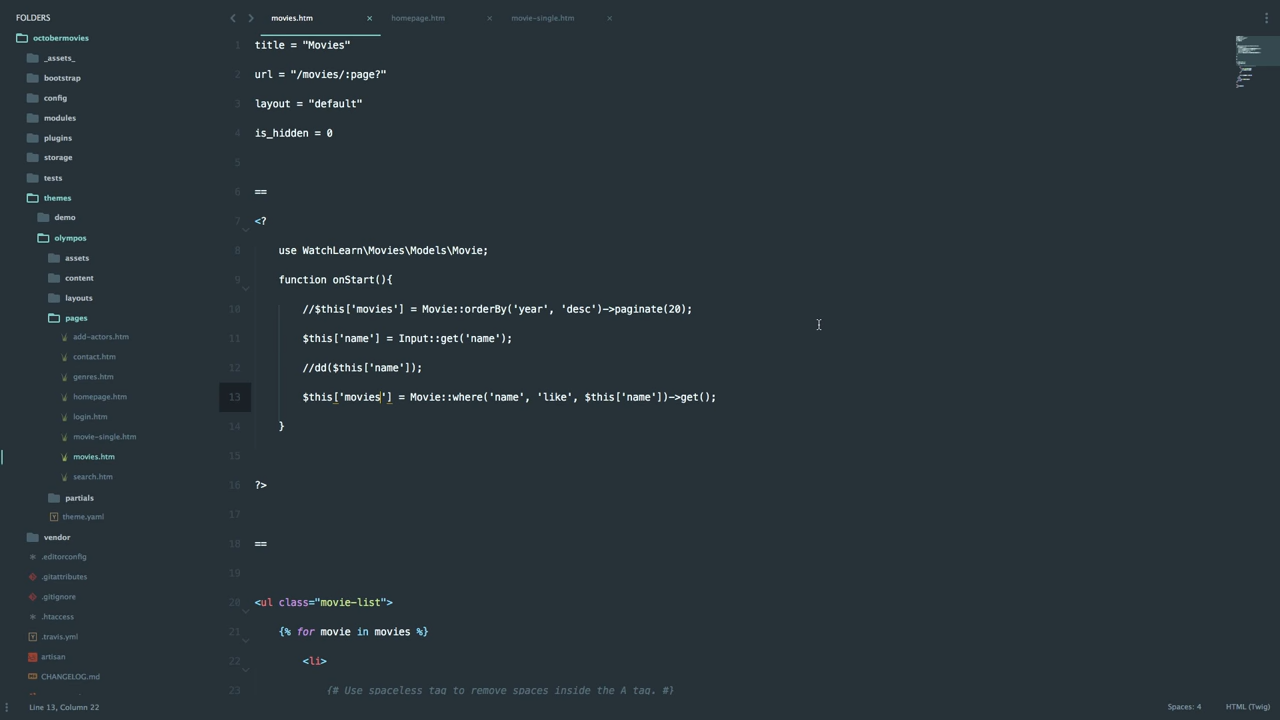 FOLDERS
octobermovies
_assets_
bootstrap
config
modules
plugins
storage
tests
themes
demo
olympos
assets
content
layouts
pages
add-actors.htm
contact.htm
genres.htm
homepage.htm
login.htm
movie-single.htm
movies.htm
search.htm
partials
theme.yaml
vendor
.editorconfig
.gitattributes
.gitignore
.htaccess
.travis.yml
artisan
CHANGELOG.md
movies.htm × homepage.htm × movie-single.htm ×
1 title = "Movies"
2 url = "/movies/:page?"
3 layout = "default"
4 is_hidden = 0
5
6 ==
7 <?
8 use WatchLearn\Movies\Models\Movie;
9 function onStart(){
10 //$this['movies'] = Movie::orderBy('year', 'desc')->paginate(20);
11 $this['name'] = Input::get('name');
12 //dd($this['name']);
13 $this['movies'] = Movie::where('name', 'like', $this['name'])->get();
14 }
15
16 ?>
17
18 ==
19
20 <ul class="movie-list">
21 {% for movie in movies %}
22 <li>
23 {# Use spaceless tag to remove spaces inside the A tag. #}
Line 13, Column 22
Spaces: 4 HTML (Twig)